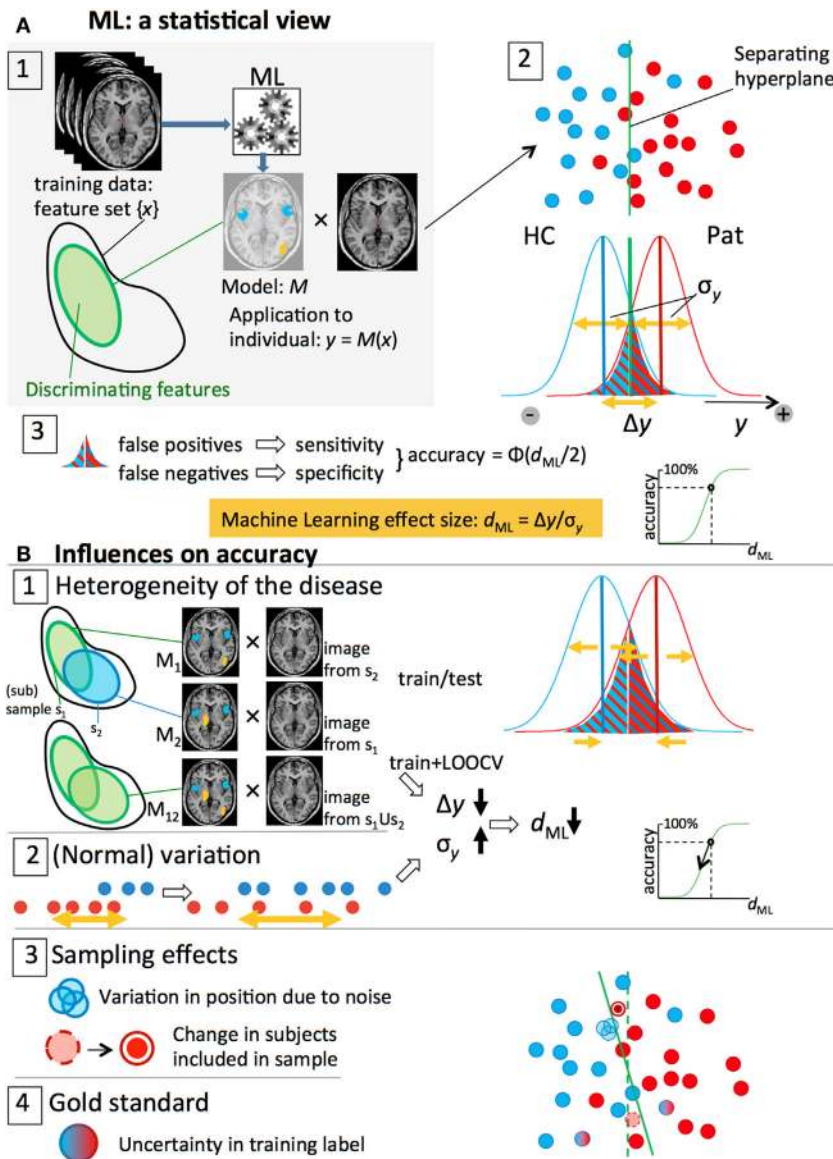 A ML: a statistical view
1
ML
training data:
feature set {x}
Model: M
Application to
individual: y = M(x)
Discriminating features
×
2
Separating
hyperplane
HC
Pat
σy
Δy
y
-
+
3
false positives ⇨ sensitivity
false negatives ⇨ specificity
} accuracy = Φ(dML/2)
Machine Learning effect size: dML = Δy/σy
100%
accuracy
dML
B Influences on accuracy
1 Heterogeneity of the disease
(sub)
sample s1
s2
M1
×
image
from s2
M2
×
image
from s1
M12
×
image
from s1Us2
train/test
train+LOOCV
Δy ↓
σy ↑
⇨ dML ↓
100%
accuracy
dML
2 (Normal) variation
3 Sampling effects
Variation in position due to noise
→
Change in subjects
included in sample
4 Gold standard
Uncertainty in training label